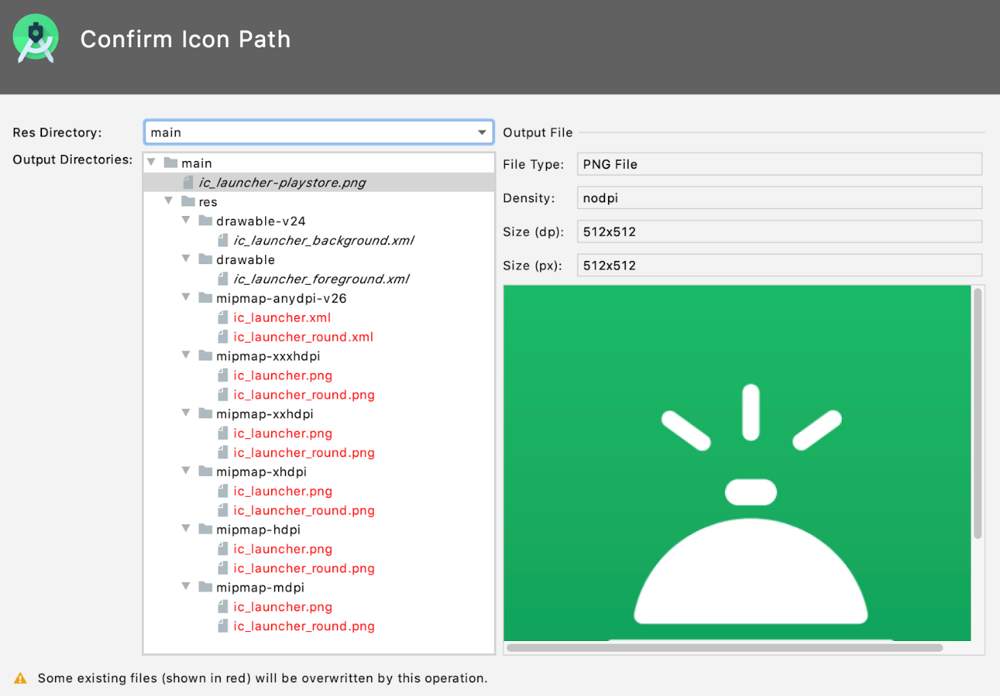 Confirm Icon Path
Res Directory:
main
Output Directories:
main
ic_launcher-playstore.png
res
drawable-v24
ic_launcher_background.xml
drawable
ic_launcher_foreground.xml
mipmap-anydpi-v26
ic_launcher.xml
ic_launcher_round.xml
mipmap-xxxhdpi
ic_launcher.png
ic_launcher_round.png
mipmap-xxhdpi
ic_launcher.png
ic_launcher_round.png
mipmap-xhdpi
ic_launcher.png
ic_launcher_round.png
mipmap-hdpi
ic_launcher.png
ic_launcher_round.png
mipmap-mdpi
ic_launcher.png
ic_launcher_round.png
Output File
File Type: PNG File
Density: nodpi
Size (dp): 512x512
Size (px): 512x512
Some existing files (shown in red) will be overwritten by this operation.